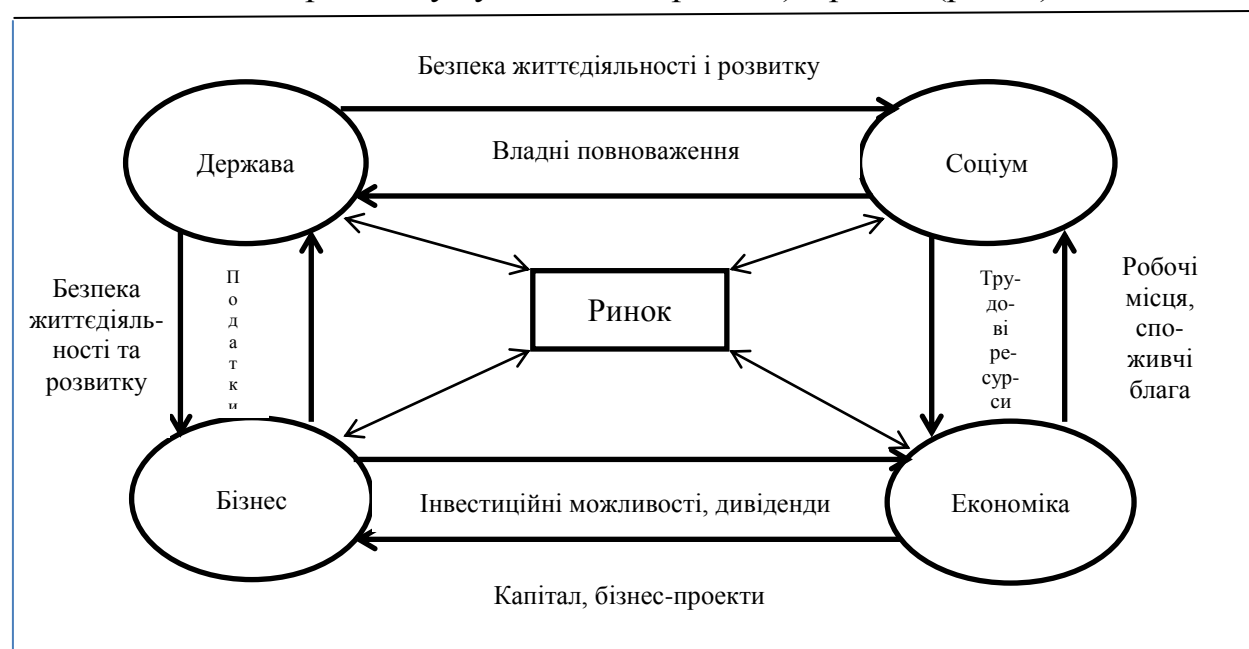 Безпека життєдіяльності і розвитку
Держава
Владні повноваження
Соціум
Безпека
життєдіяль-
ності та
розвитку
П
о
д
а
т
к
и
Ринок
Тру-
до-
ві
ре-
сур-
си
Робочі
місця,
спо-
живчі
блага
Бізнес
Інвестиційні можливості, дивіденди
Економіка
Капітал, бізнес-проекти